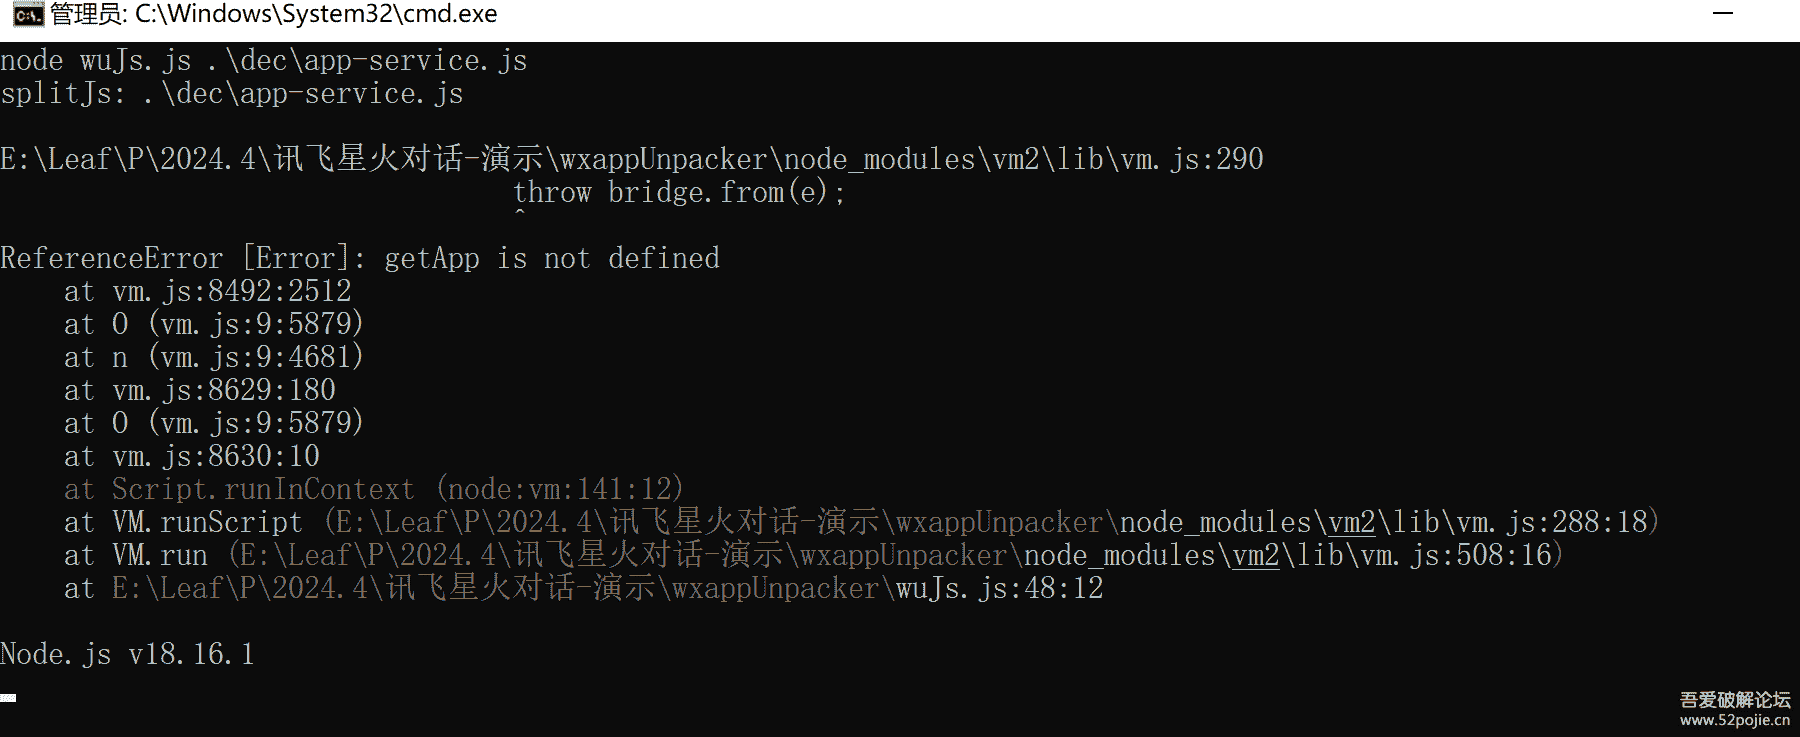 管理员: C:\Windows\System32\cmd.exe
node wuJs.js .\dec\app-service.js
splitJs: .\dec\app-service.js
E:\Leaf\P\2024.4\讯飞星火对话-演示\wxappUnpacker\node_modules\vm2\lib\vm.js:290
throw bridge.from(e);
^
ReferenceError [Error]: getApp is not defined
at vm.js:8492:2512
at O (vm.js:9:5879)
at n (vm.js:9:4681)
at vm.js:8629:180
at O (vm.js:9:5879)
at vm.js:8630:10
at Script.runInContext (node:vm:141:12)
at VM.runScript (E:\Leaf\P\2024.4\讯飞星火对话-演示\wxappUnpacker\node_modules\vm2\lib\vm.js:288:18)
at VM.run (E:\Leaf\P\2024.4\讯飞星火对话-演示\wxappUnpacker\node_modules\vm2\lib\vm.js:508:16)
at E:\Leaf\P\2024.4\讯飞星火对话-演示\wxappUnpacker\wuJs.js:48:12
Node.js v18.16.1
吾爱破解论坛
www.52pojie.cn